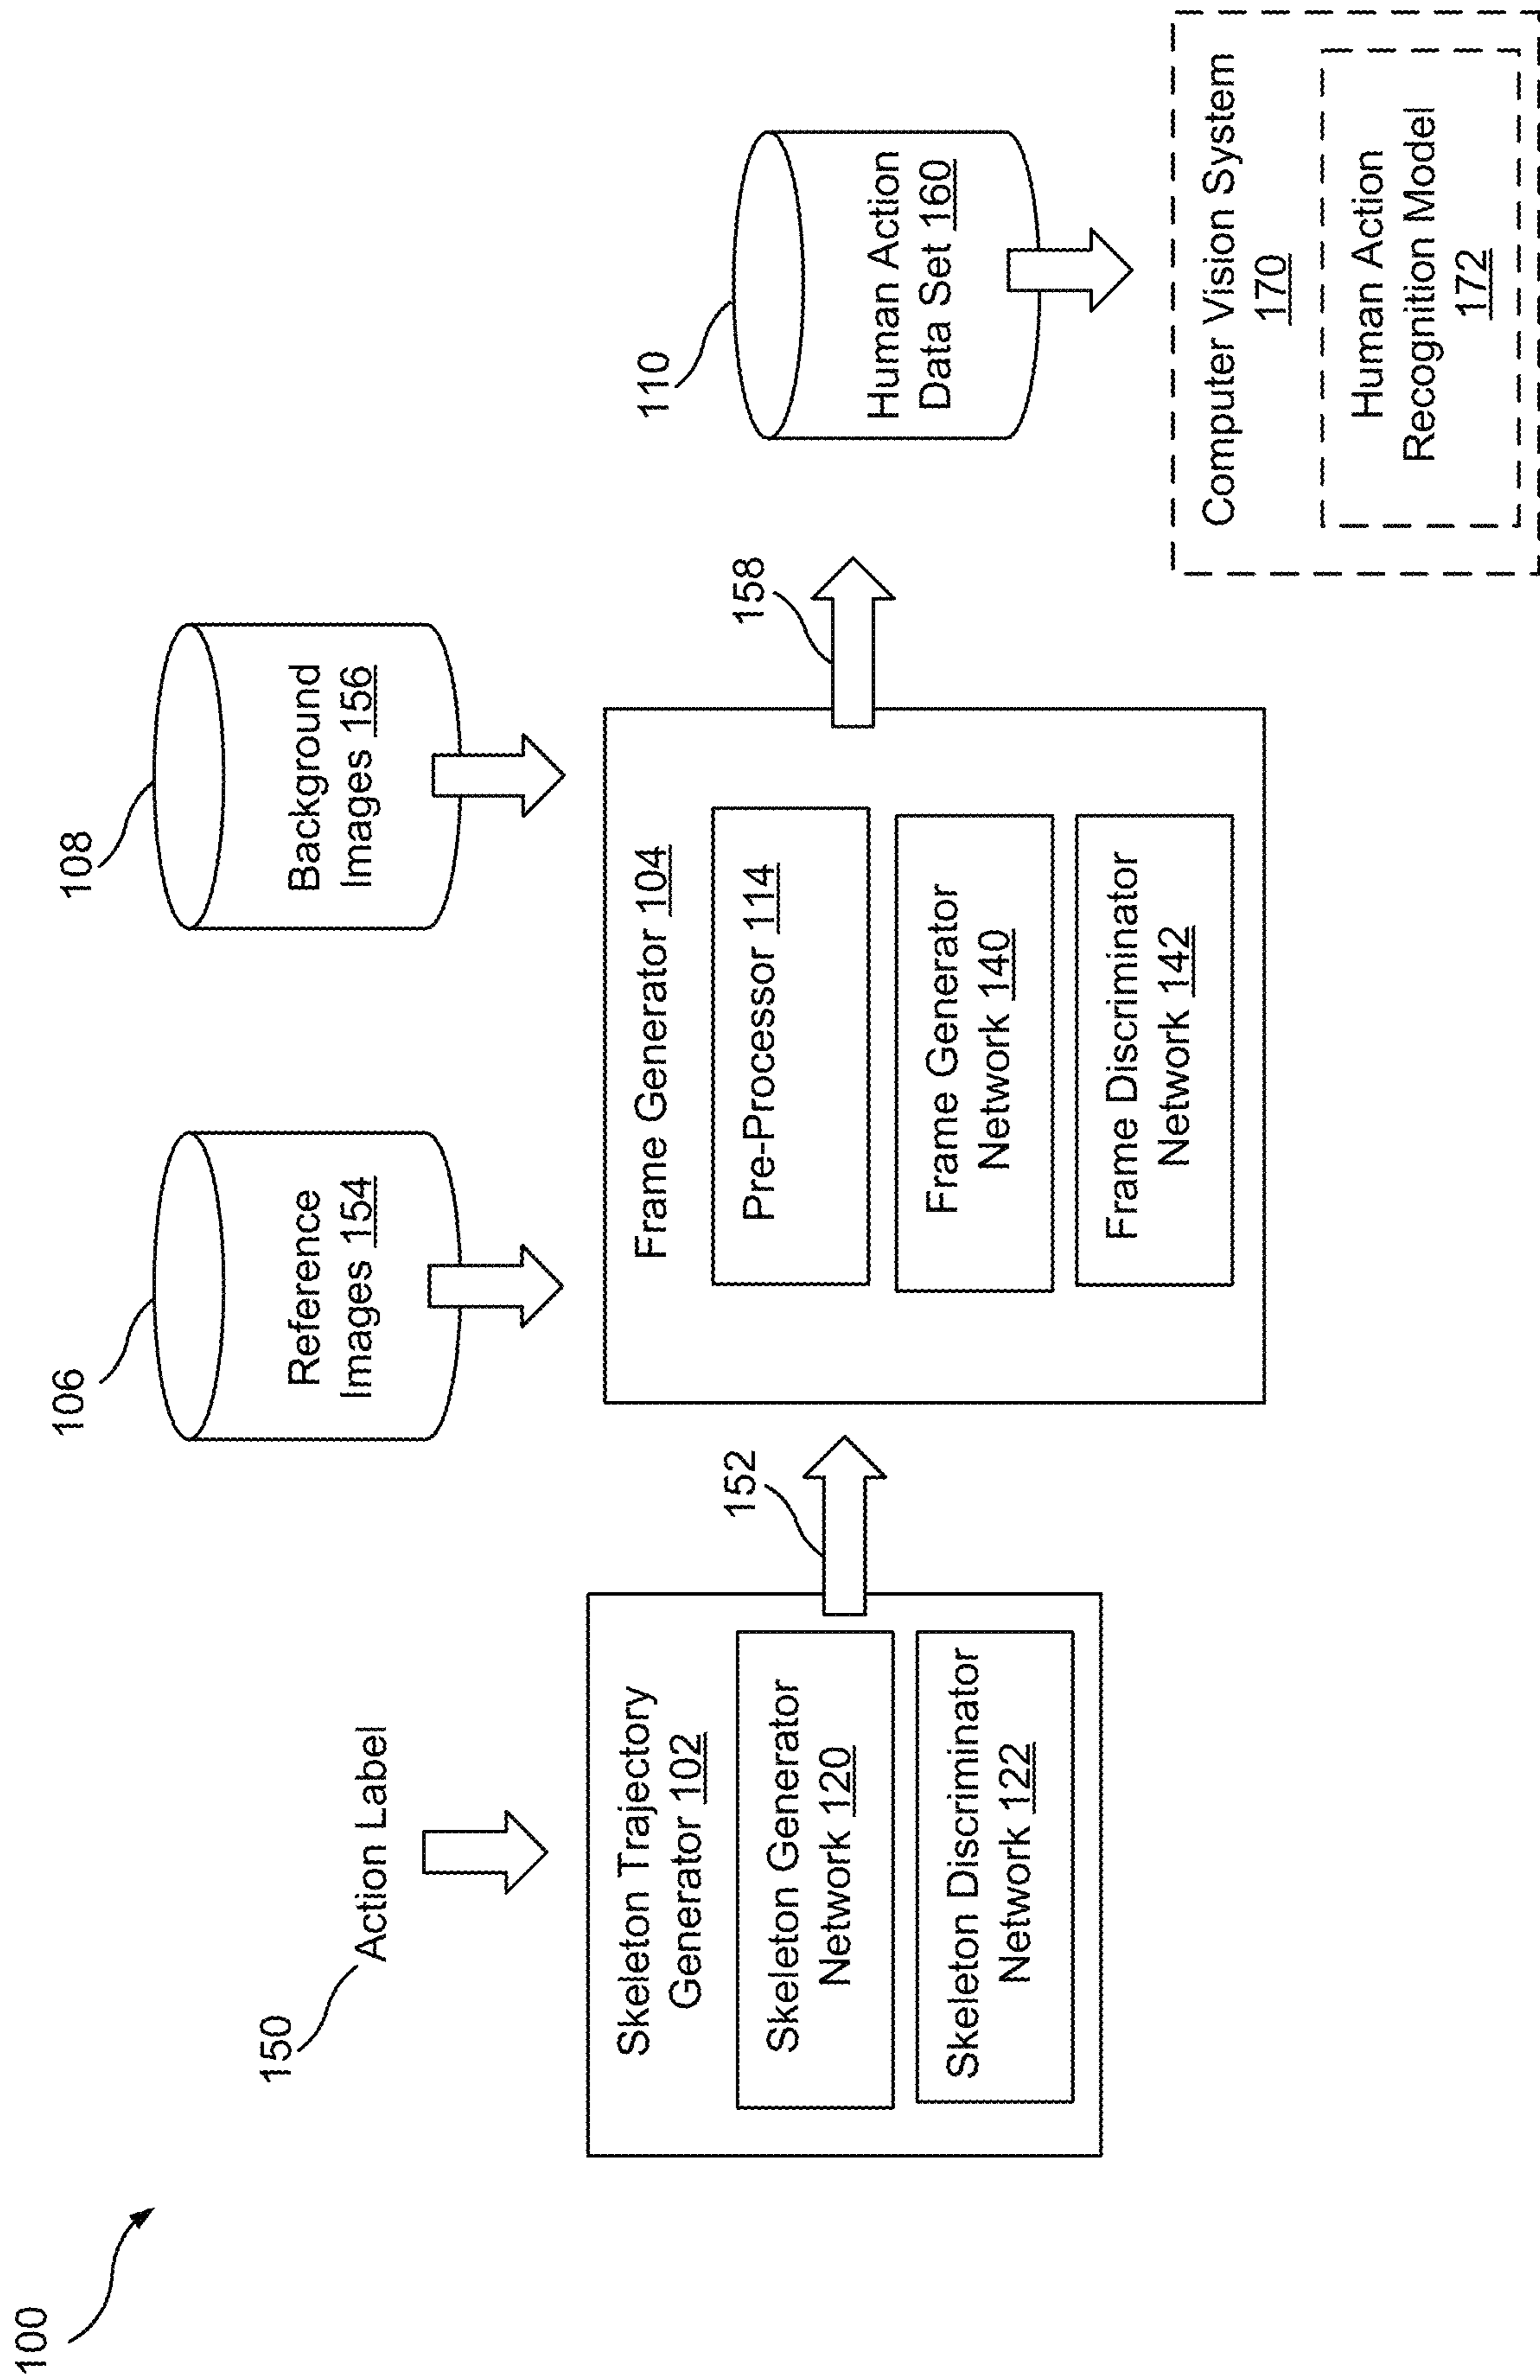 100
150
Action Label
Skeleton Trajectory
Generator 102
Skeleton Generator
Network 120
Skeleton Discriminator
Network 122
152
106
Reference
Images 154
108
Background
Images 156
Frame Generator 104
Pre-Processor 114
Frame Generator
Network 140
Frame Discriminator
Network 142
158
110
Human Action
Data Set 160
Computer Vision System
170
Human Action
Recognition Model
172